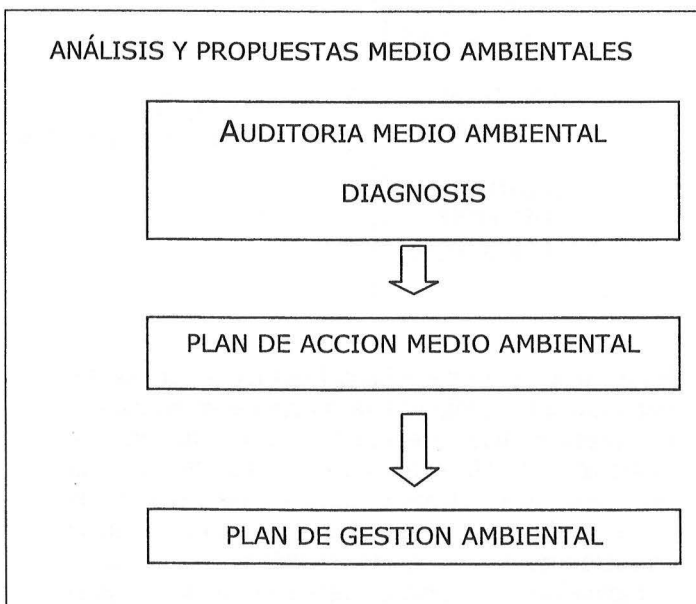 ANÁLISIS Y PROPUESTAS MEDIO AMBIENTALES
AUDITORIA MEDIO AMBIENTAL
DIAGNOSIS
PLAN DE ACCION MEDIO AMBIENTAL
PLAN DE GESTION AMBIENTAL